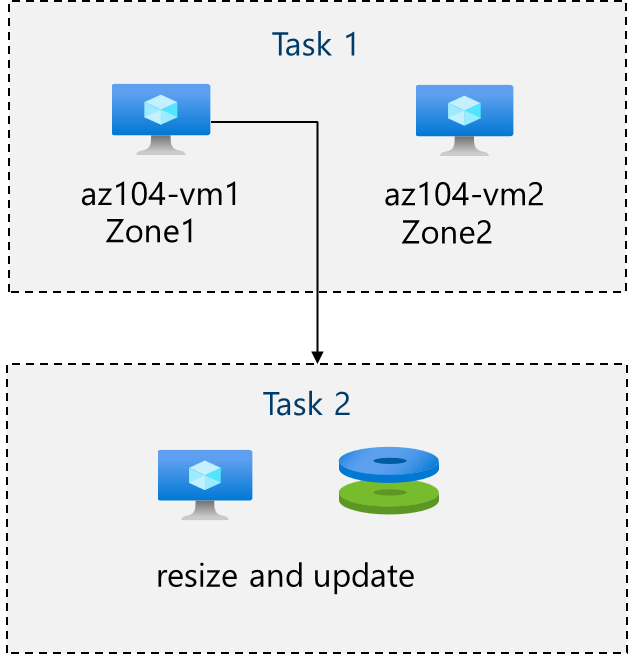 Task 1
az104-vm1
Zone1
az104-vm2
Zone2
Task 2
resize and update